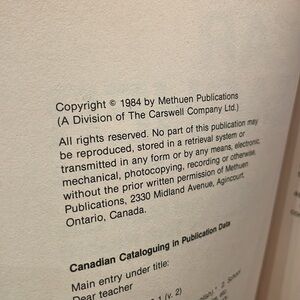 Copyright © 1984 by Methuen Publications
(A Division of The Carswell Company Ltd.)
All rights reserved. No part of this publication may
be reproduced, stored in a retrieval system or
transmitted in any form or by any means, electronic,
mechanical, photocopying, recording or otherwise,
without the prior written permission of Methuen
Publications, 2330 Midland Avenue, Agincourt,
Ontario, Canada.
Canadian Cataloguing in Publication Data
Main entry under title:
Dear teacher
(v. 2)
2. School